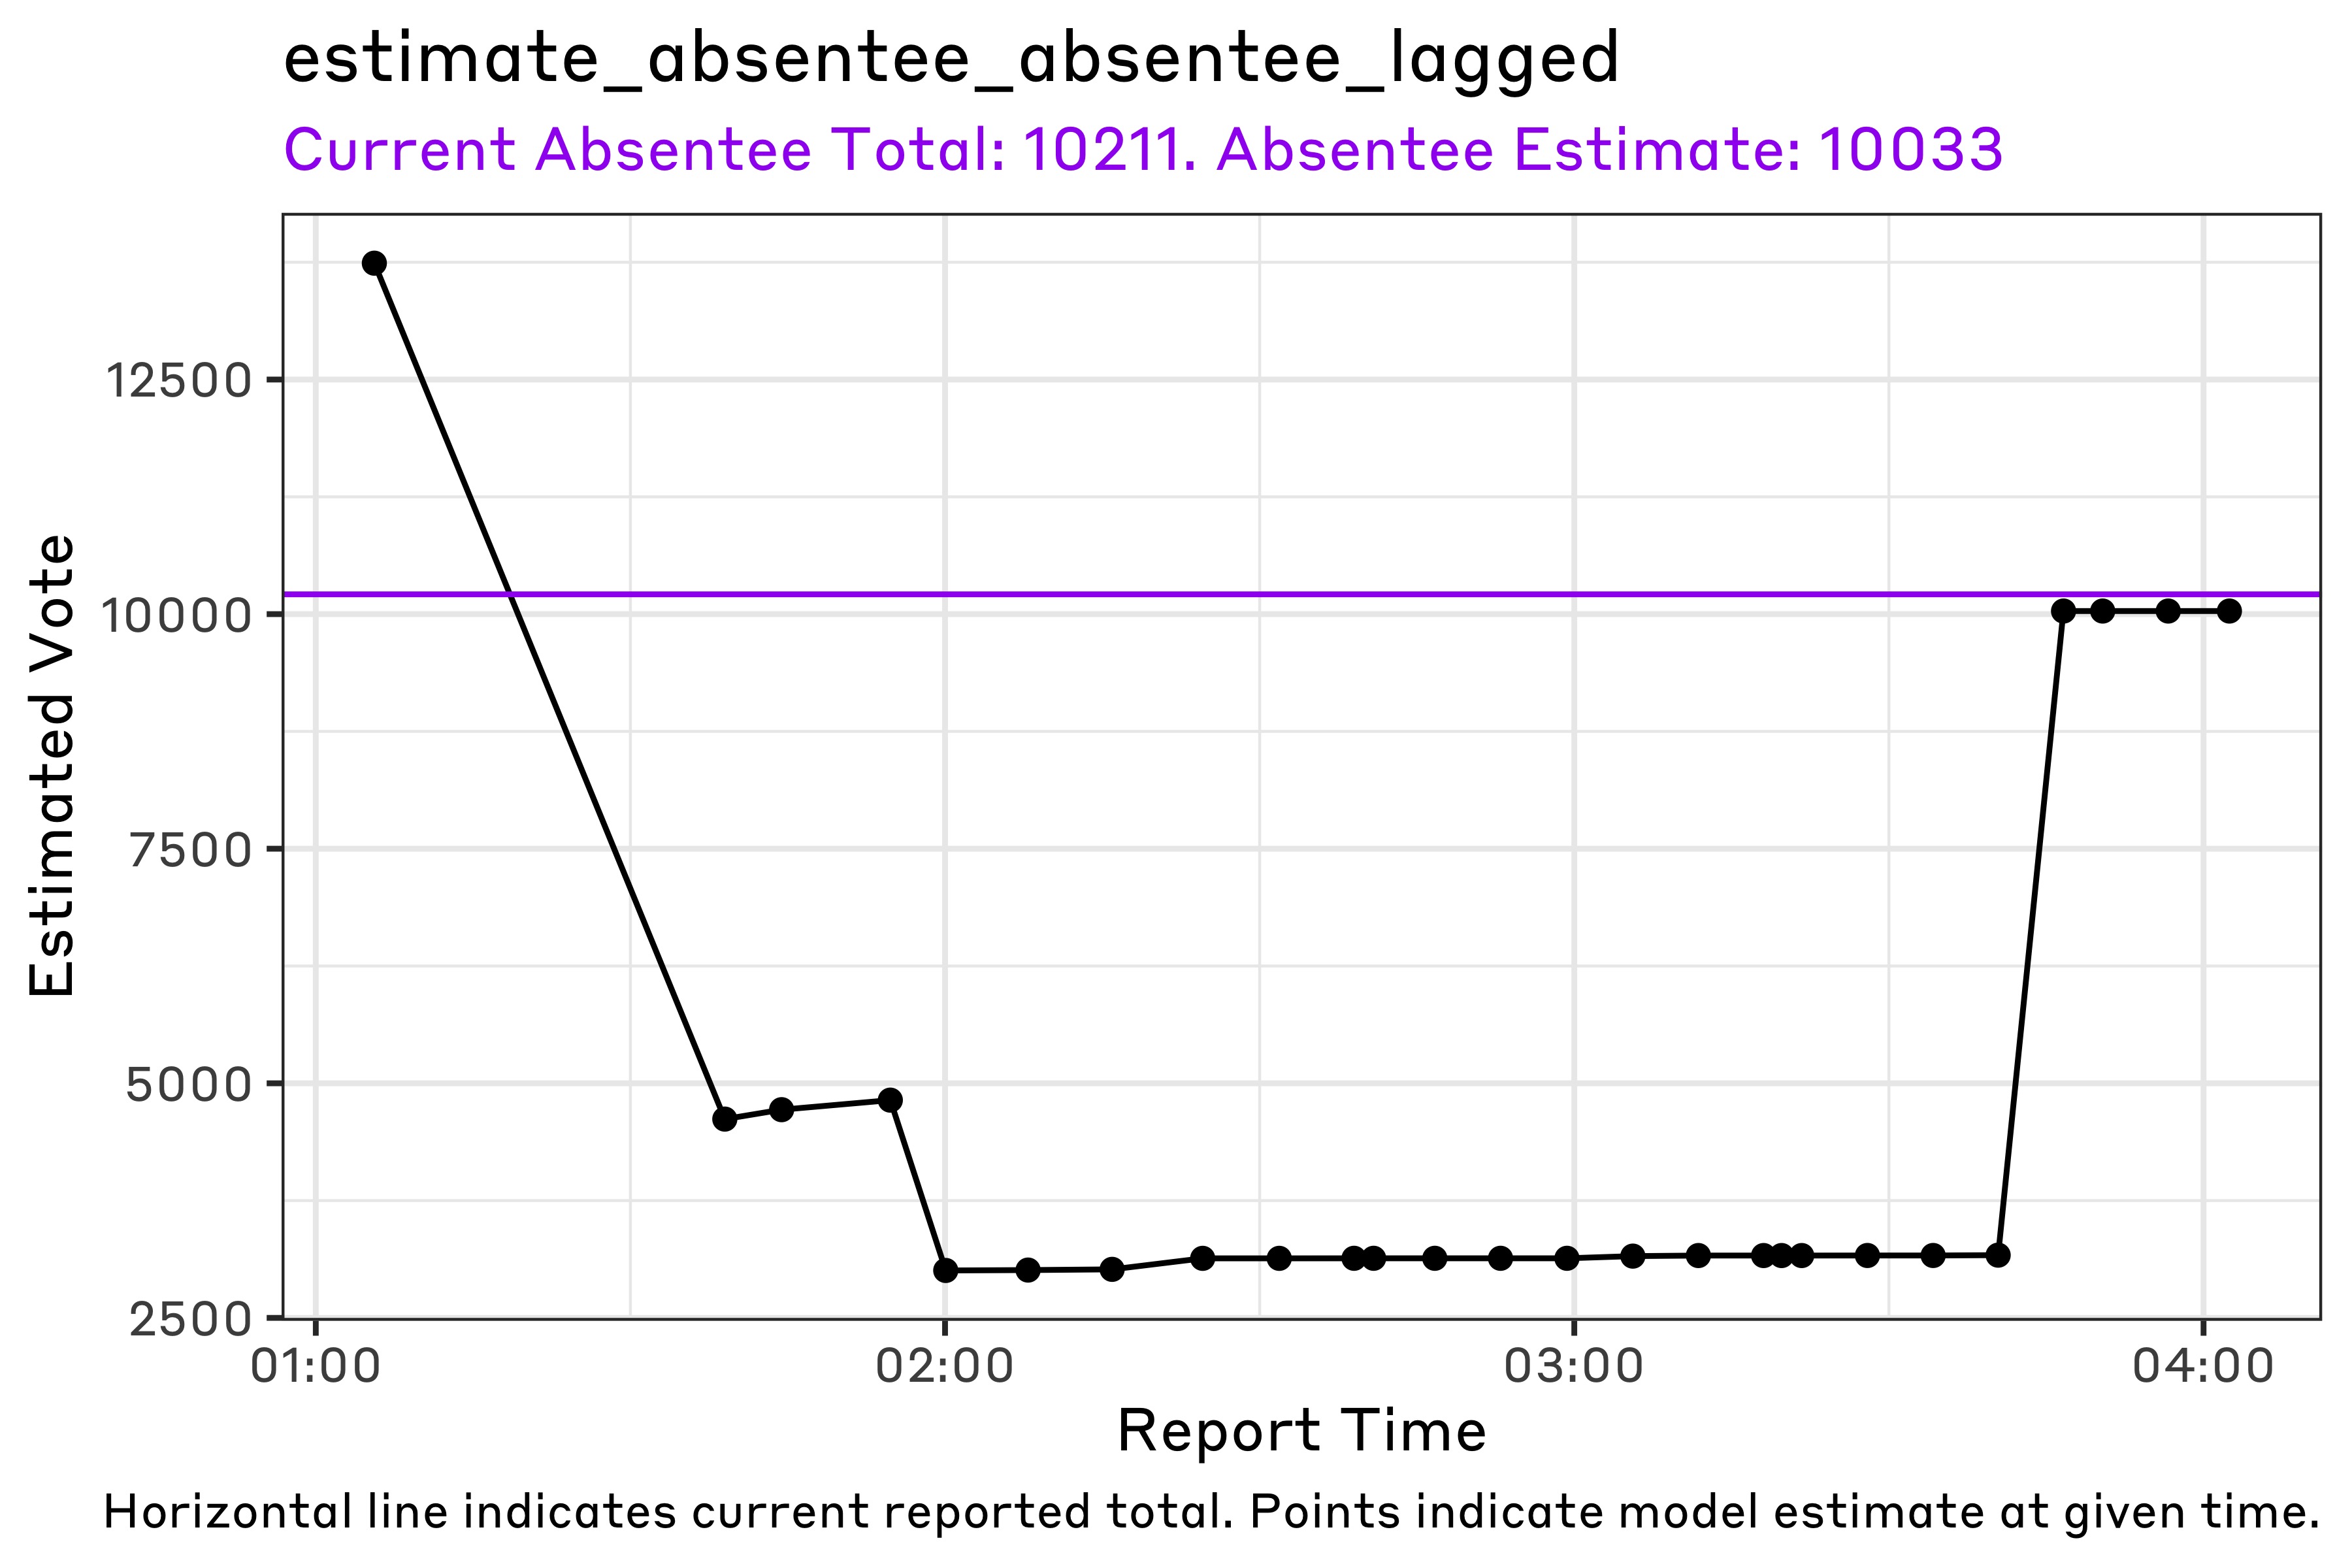 estimate_absentee_absentee_lagged
Current Absentee Total: 10211. Absentee Estimate: 10033
Estimated Vote
12500
10000
7500
5000
2500
01:00
02:00
03:00
04:00
Report Time
Horizontal line indicates current reported total. Points indicate model estimate at given time.